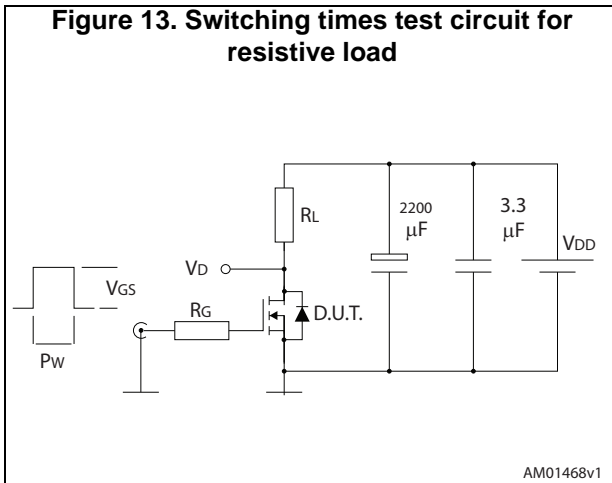 Figure 13. Switching times test circuit for
resistive load
RL
2200
μF
3.3
μF
VDD
VD
VGS
RG
D.U.T.
PW
AM01468v1